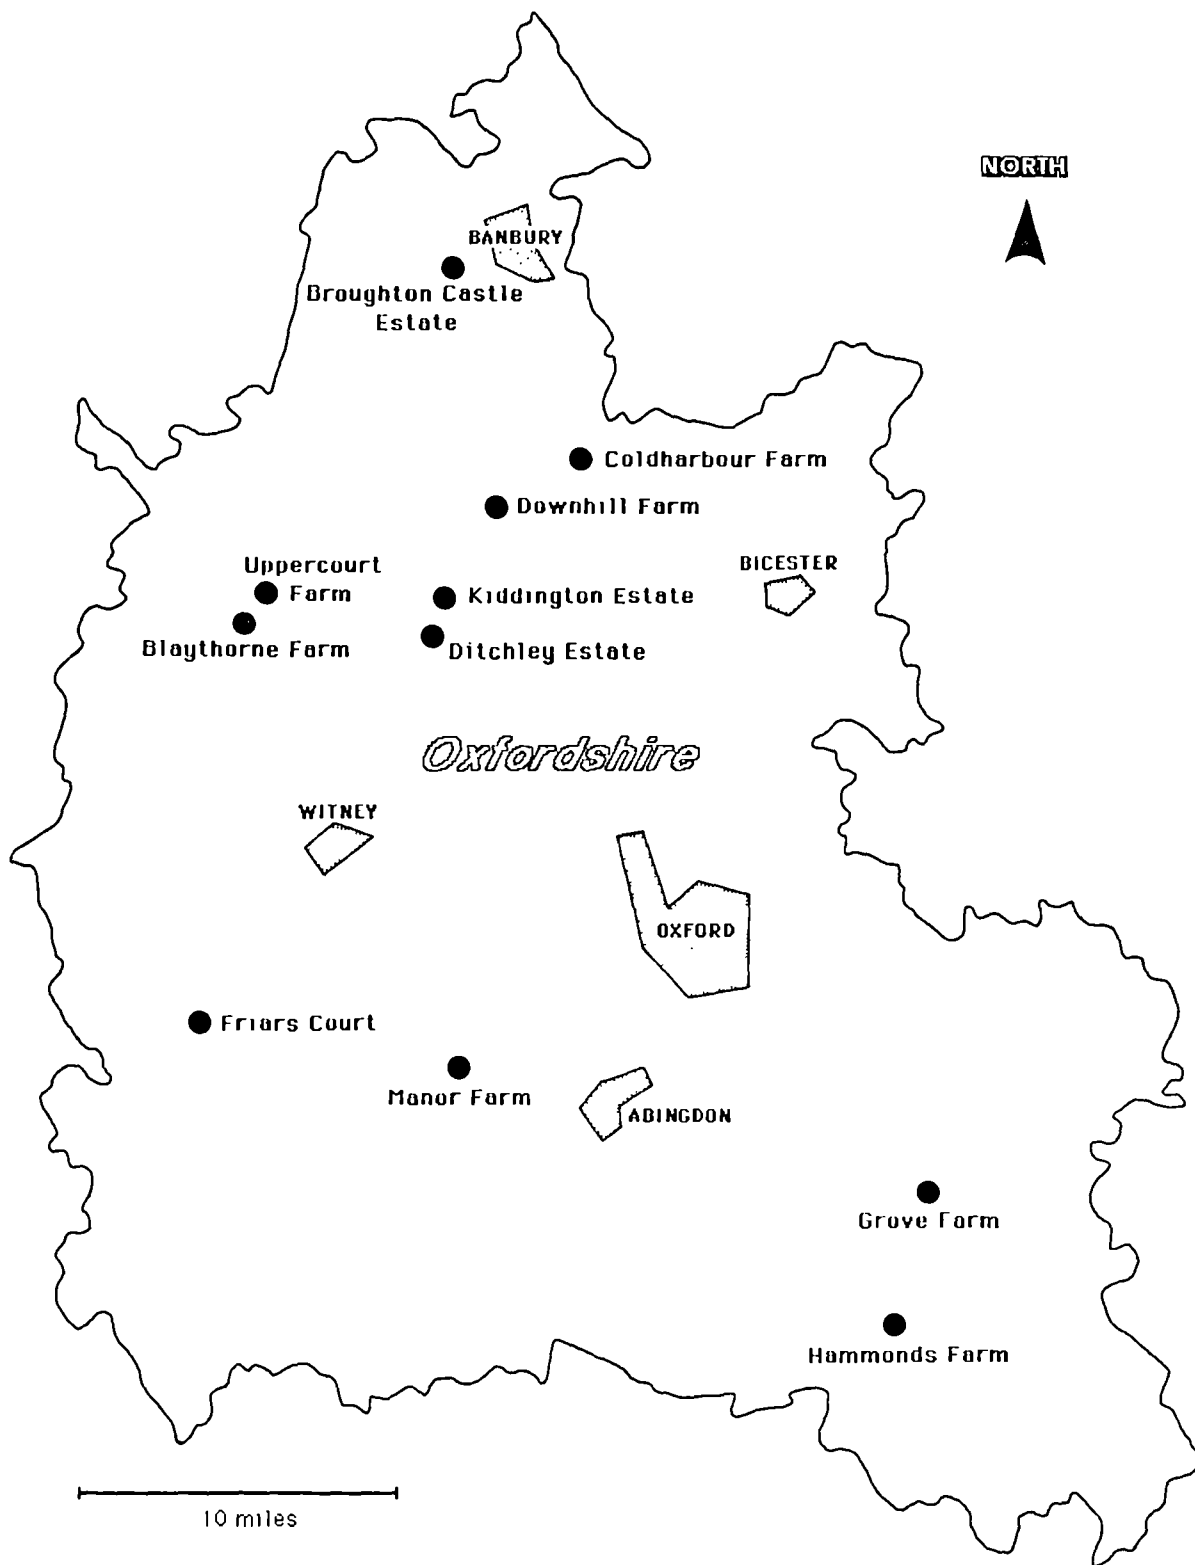 NORTH
BANBURY
Broughton Castle
Estate
Coldharbour Farm
Downhill Farm
Uppercourt
Farm
BICESTER
Kiddington Estate
Blaythorne Farm
Ditchley Estate
Oxfordshire
WITNEY
OXFORD
Friars Court
Manor Farm
ABINGDON
Grove Farm
Hammonds Farm
10 miles